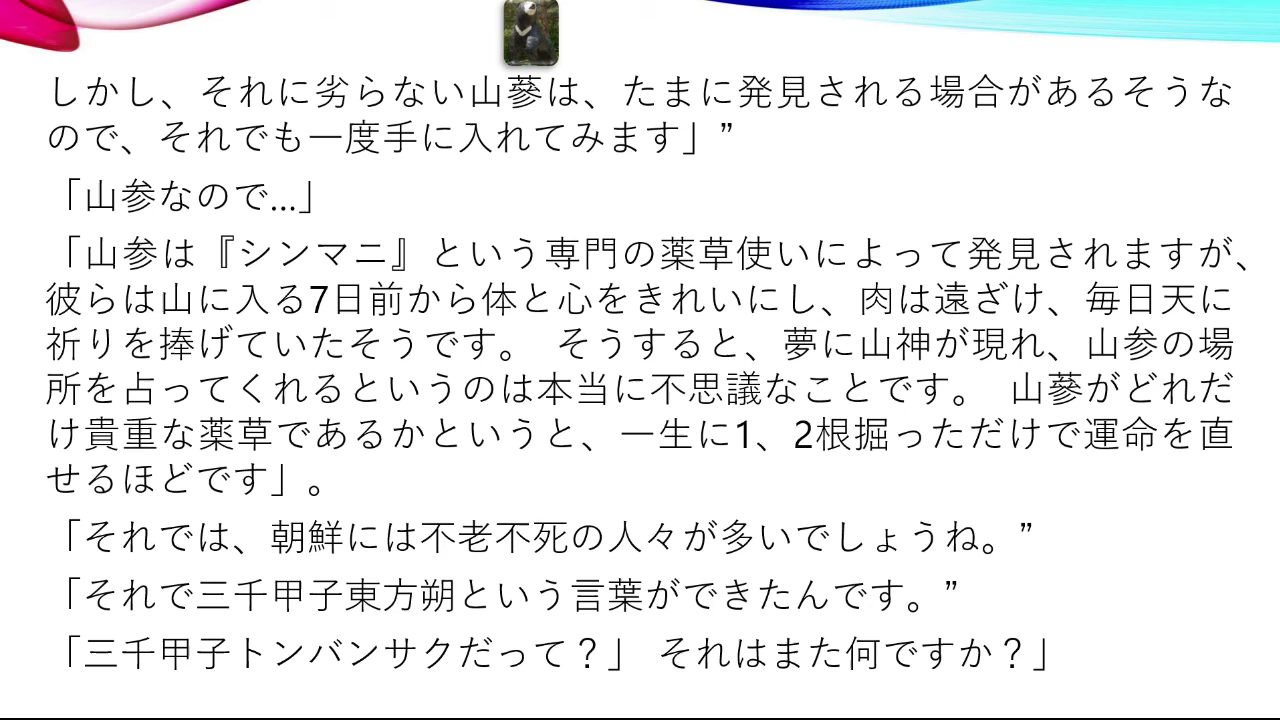 しかし、それに劣らない山蔘は、たまに発見される場合があるそうな
ので、それでも一度手に入れてみます」”
「山参なので...」
「山参は『シンマニ』という専門の薬草使いによって発見されますが、
彼らは山に入る7日前から体と心をきれいにし、肉は遠ざけ、毎日天に
祈りを捧げていたそうです。 そうすると、夢に山神が現れ、山参の場
所を占ってくれるというのは本当に不思議なことです。 山蔘がどれだ
け貴重な薬草であるかというと、一生に1、2根掘っただけで運命を直
せるほどです」。
「それでは、朝鮮には不老不死の人々が多いでしょうね。”
「それで三千甲子東方朔という言葉ができたんです。”
「三千甲子トンバンサクだって？」 それはまた何ですか？」